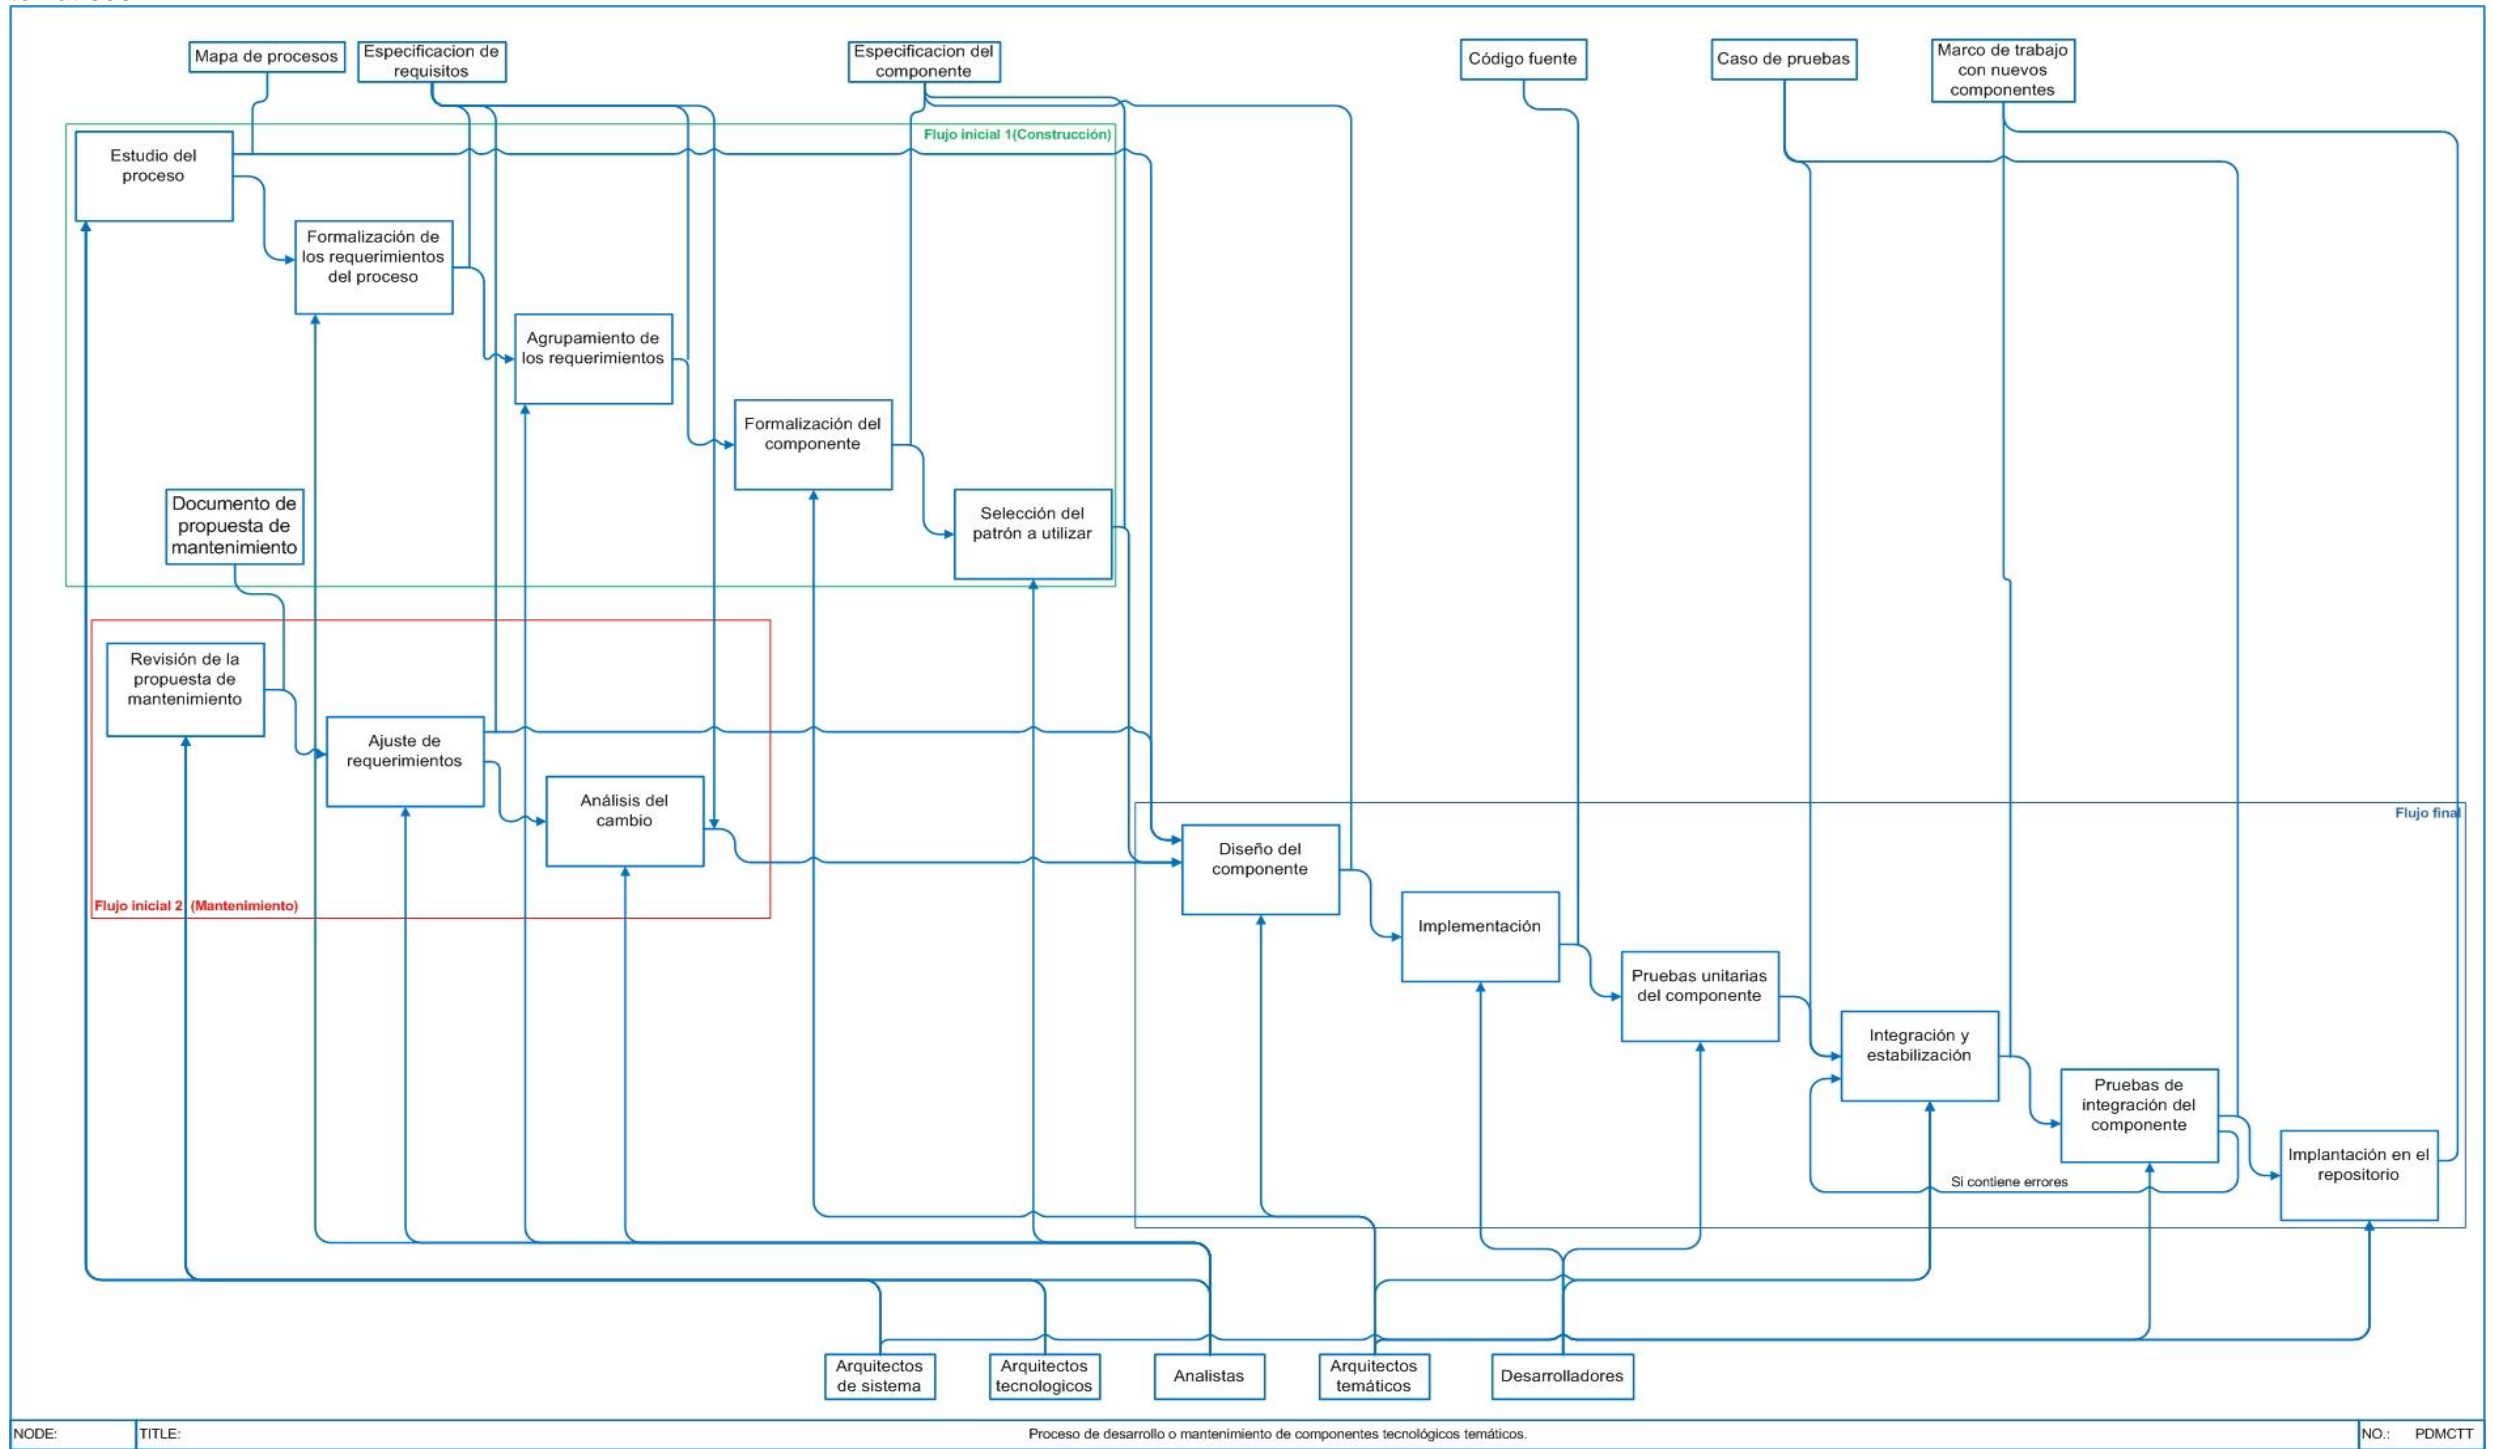 Mapa de procesos
Especificacion de
requisitos
Especificacion del
componente
Código fuente
Caso de pruebas
Marco de trabajo
con nuevos
componentes
Flujo inicial 1(Construcción)
Estudio del
proceso
Formalización de
los requerimientos
del proceso
Agrupamiento de
los requerimientos
Formalización del
componente
Selección del
patrón a utilizar
Documento de
propuesta de
mantenimiento
Revisión de la
propuesta de
mantenimiento
Ajuste de
requerimientos
Análisis del
cambio
Flujo inicial 2 (Mantenimiento)
Flujo final
Diseño del
componente
Implementación
Pruebas unitarias
del componente
Integración y
estabilización
Pruebas de
integración del
componente
Implantación en el
repositorio
Si contiene errores
Arquitectos
de sistema
Arquitectos
tecnologicos
Analistas
Arquitectos
temáticos
Desarrolladores
NODE:
TITLE:
Proceso de desarrollo o mantenimiento de componentes tecnológicos temáticos.
NO.: PDMCTT